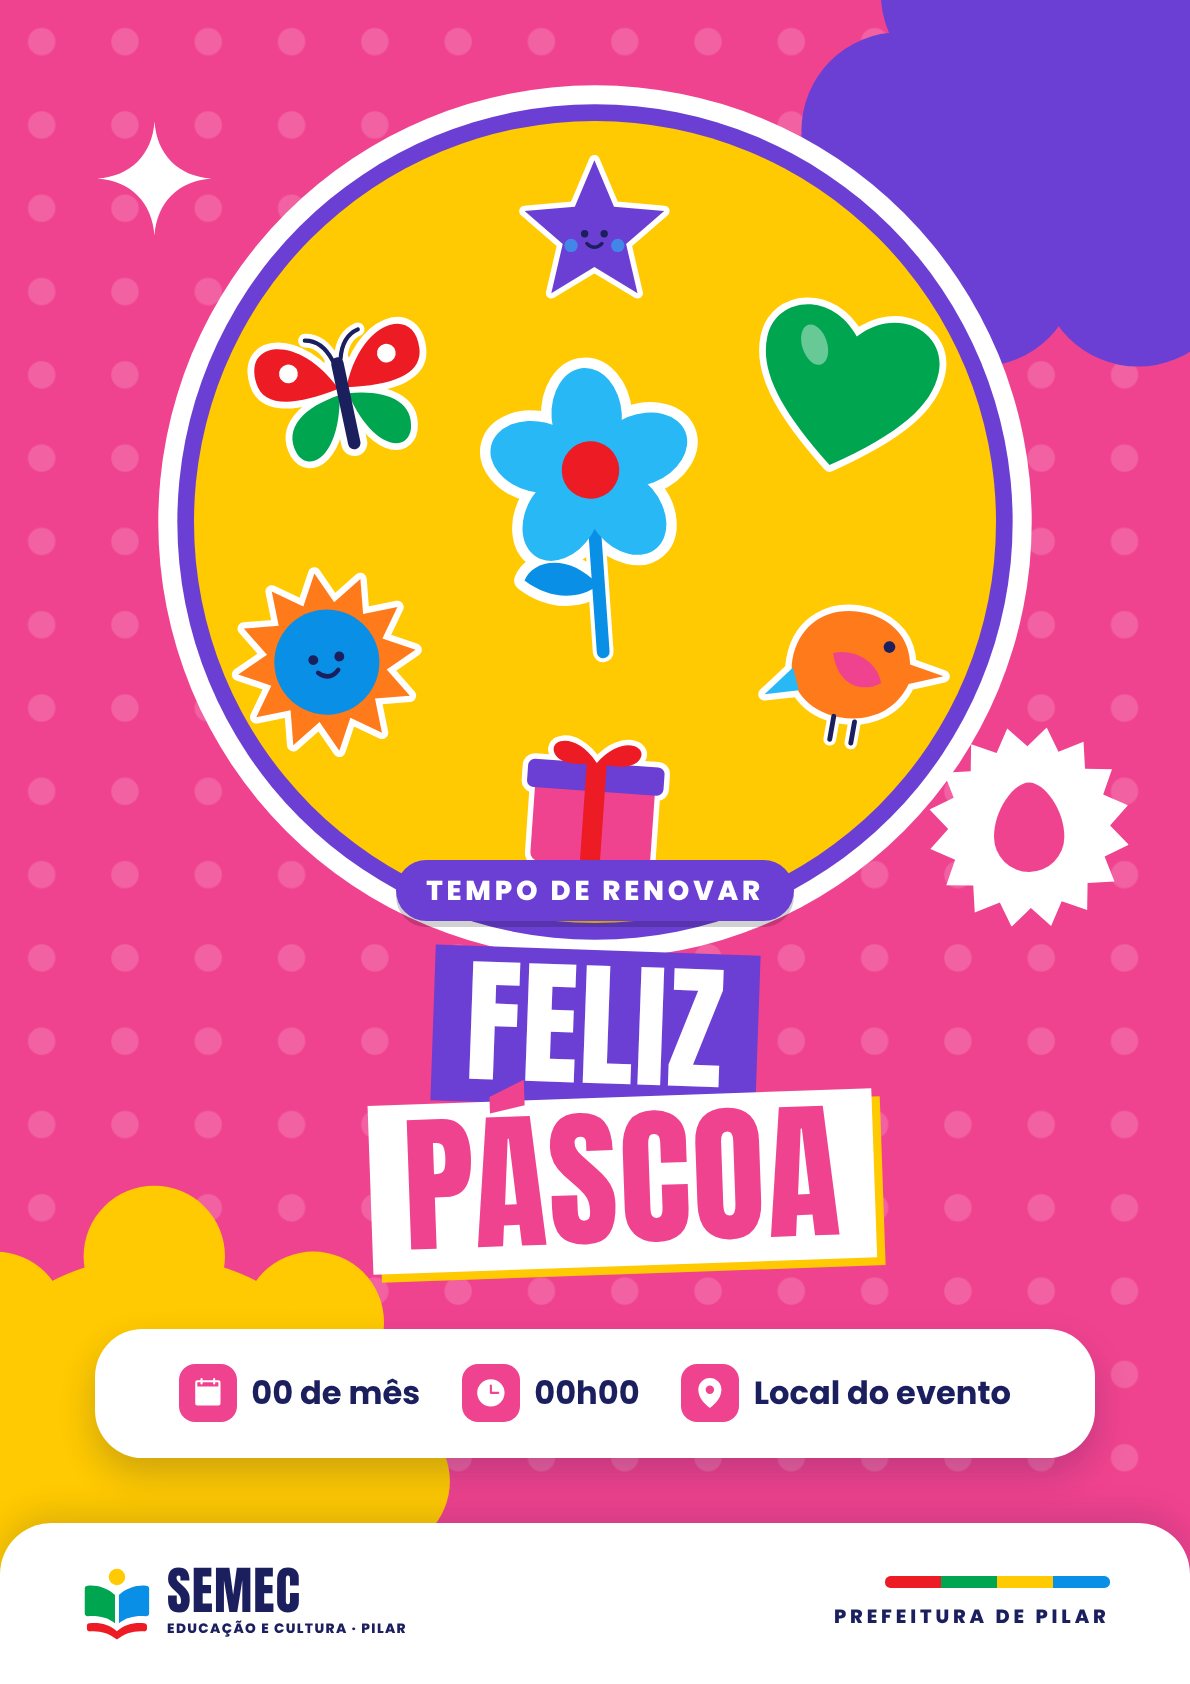 TEMPO DE RENOVAR
FELIZ
PÁSCOA
00 de mês
00h00
Local do evento
SEMEC
EDUCAÇÃO E CULTURA · PILAR
PREFEITURA DE PILAR